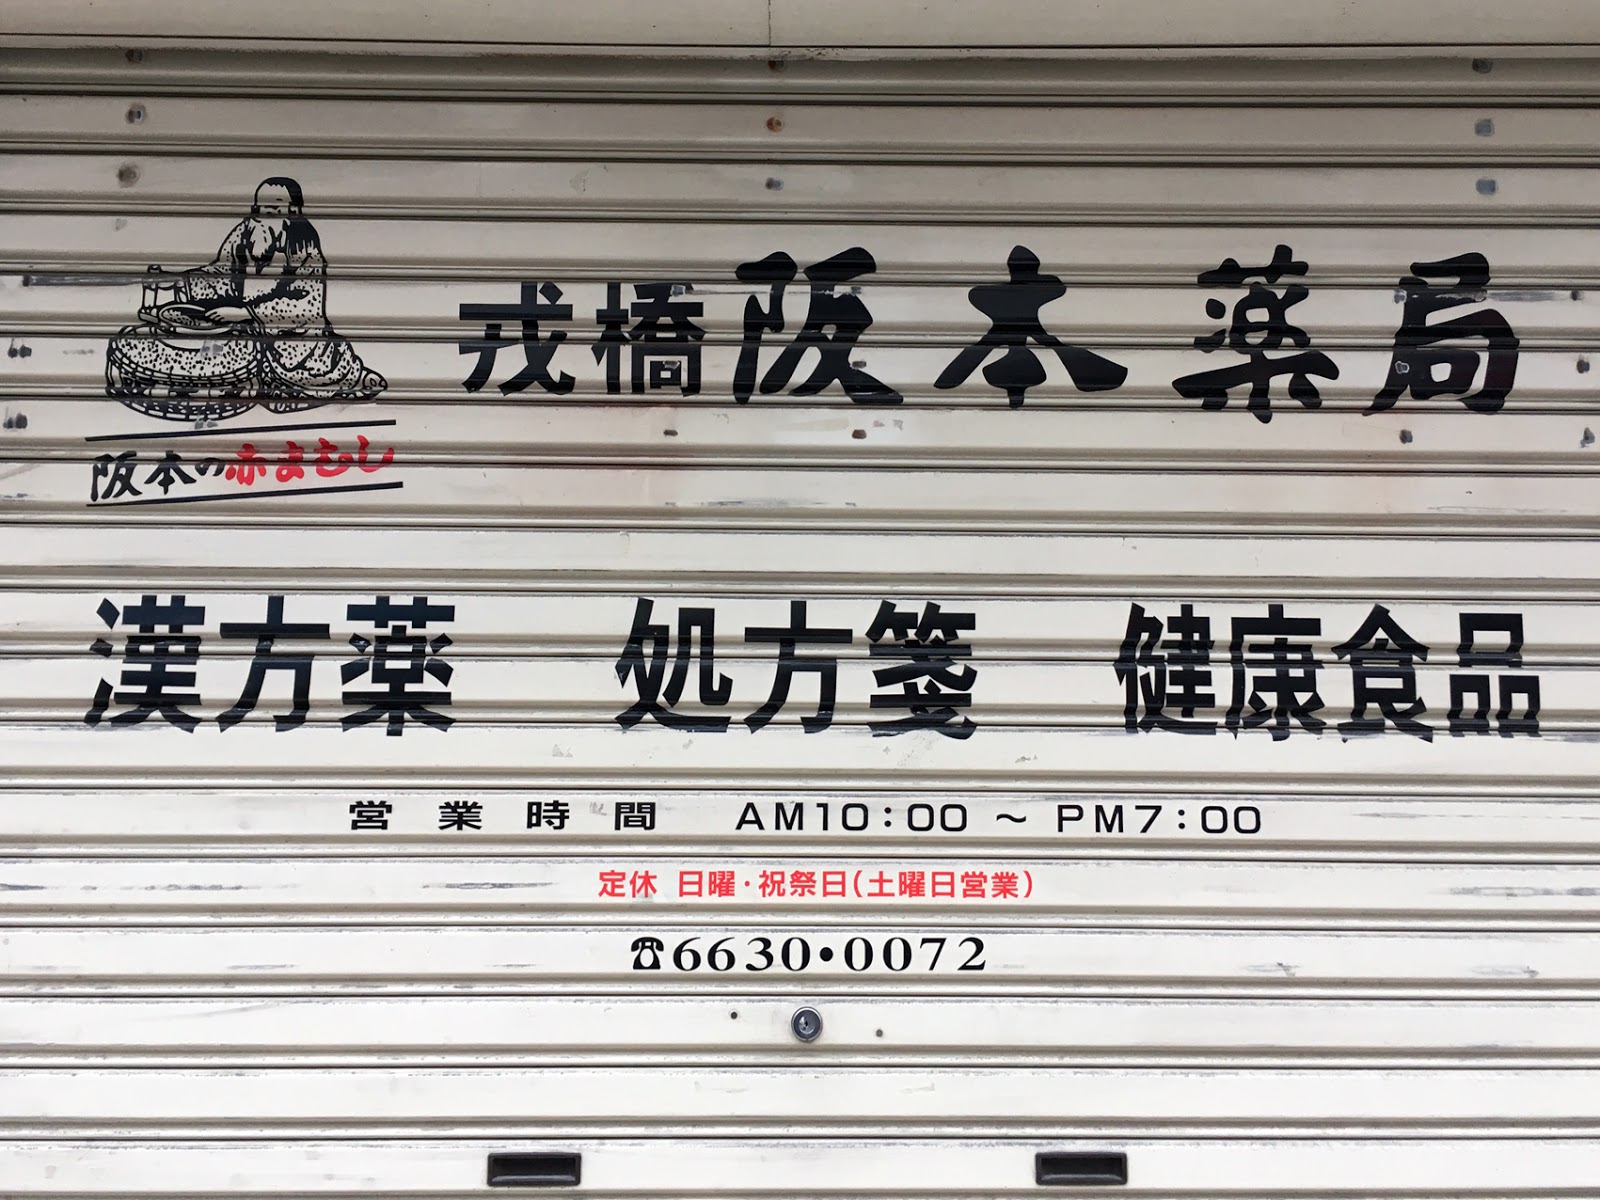 戎橋阪本薬局
阪本の赤まむし
漢方薬 処方箋 健康食品
営業時間 AM10:00～PM7:00
定休 日曜・祝祭日(土曜日営業)
☎6630・0072